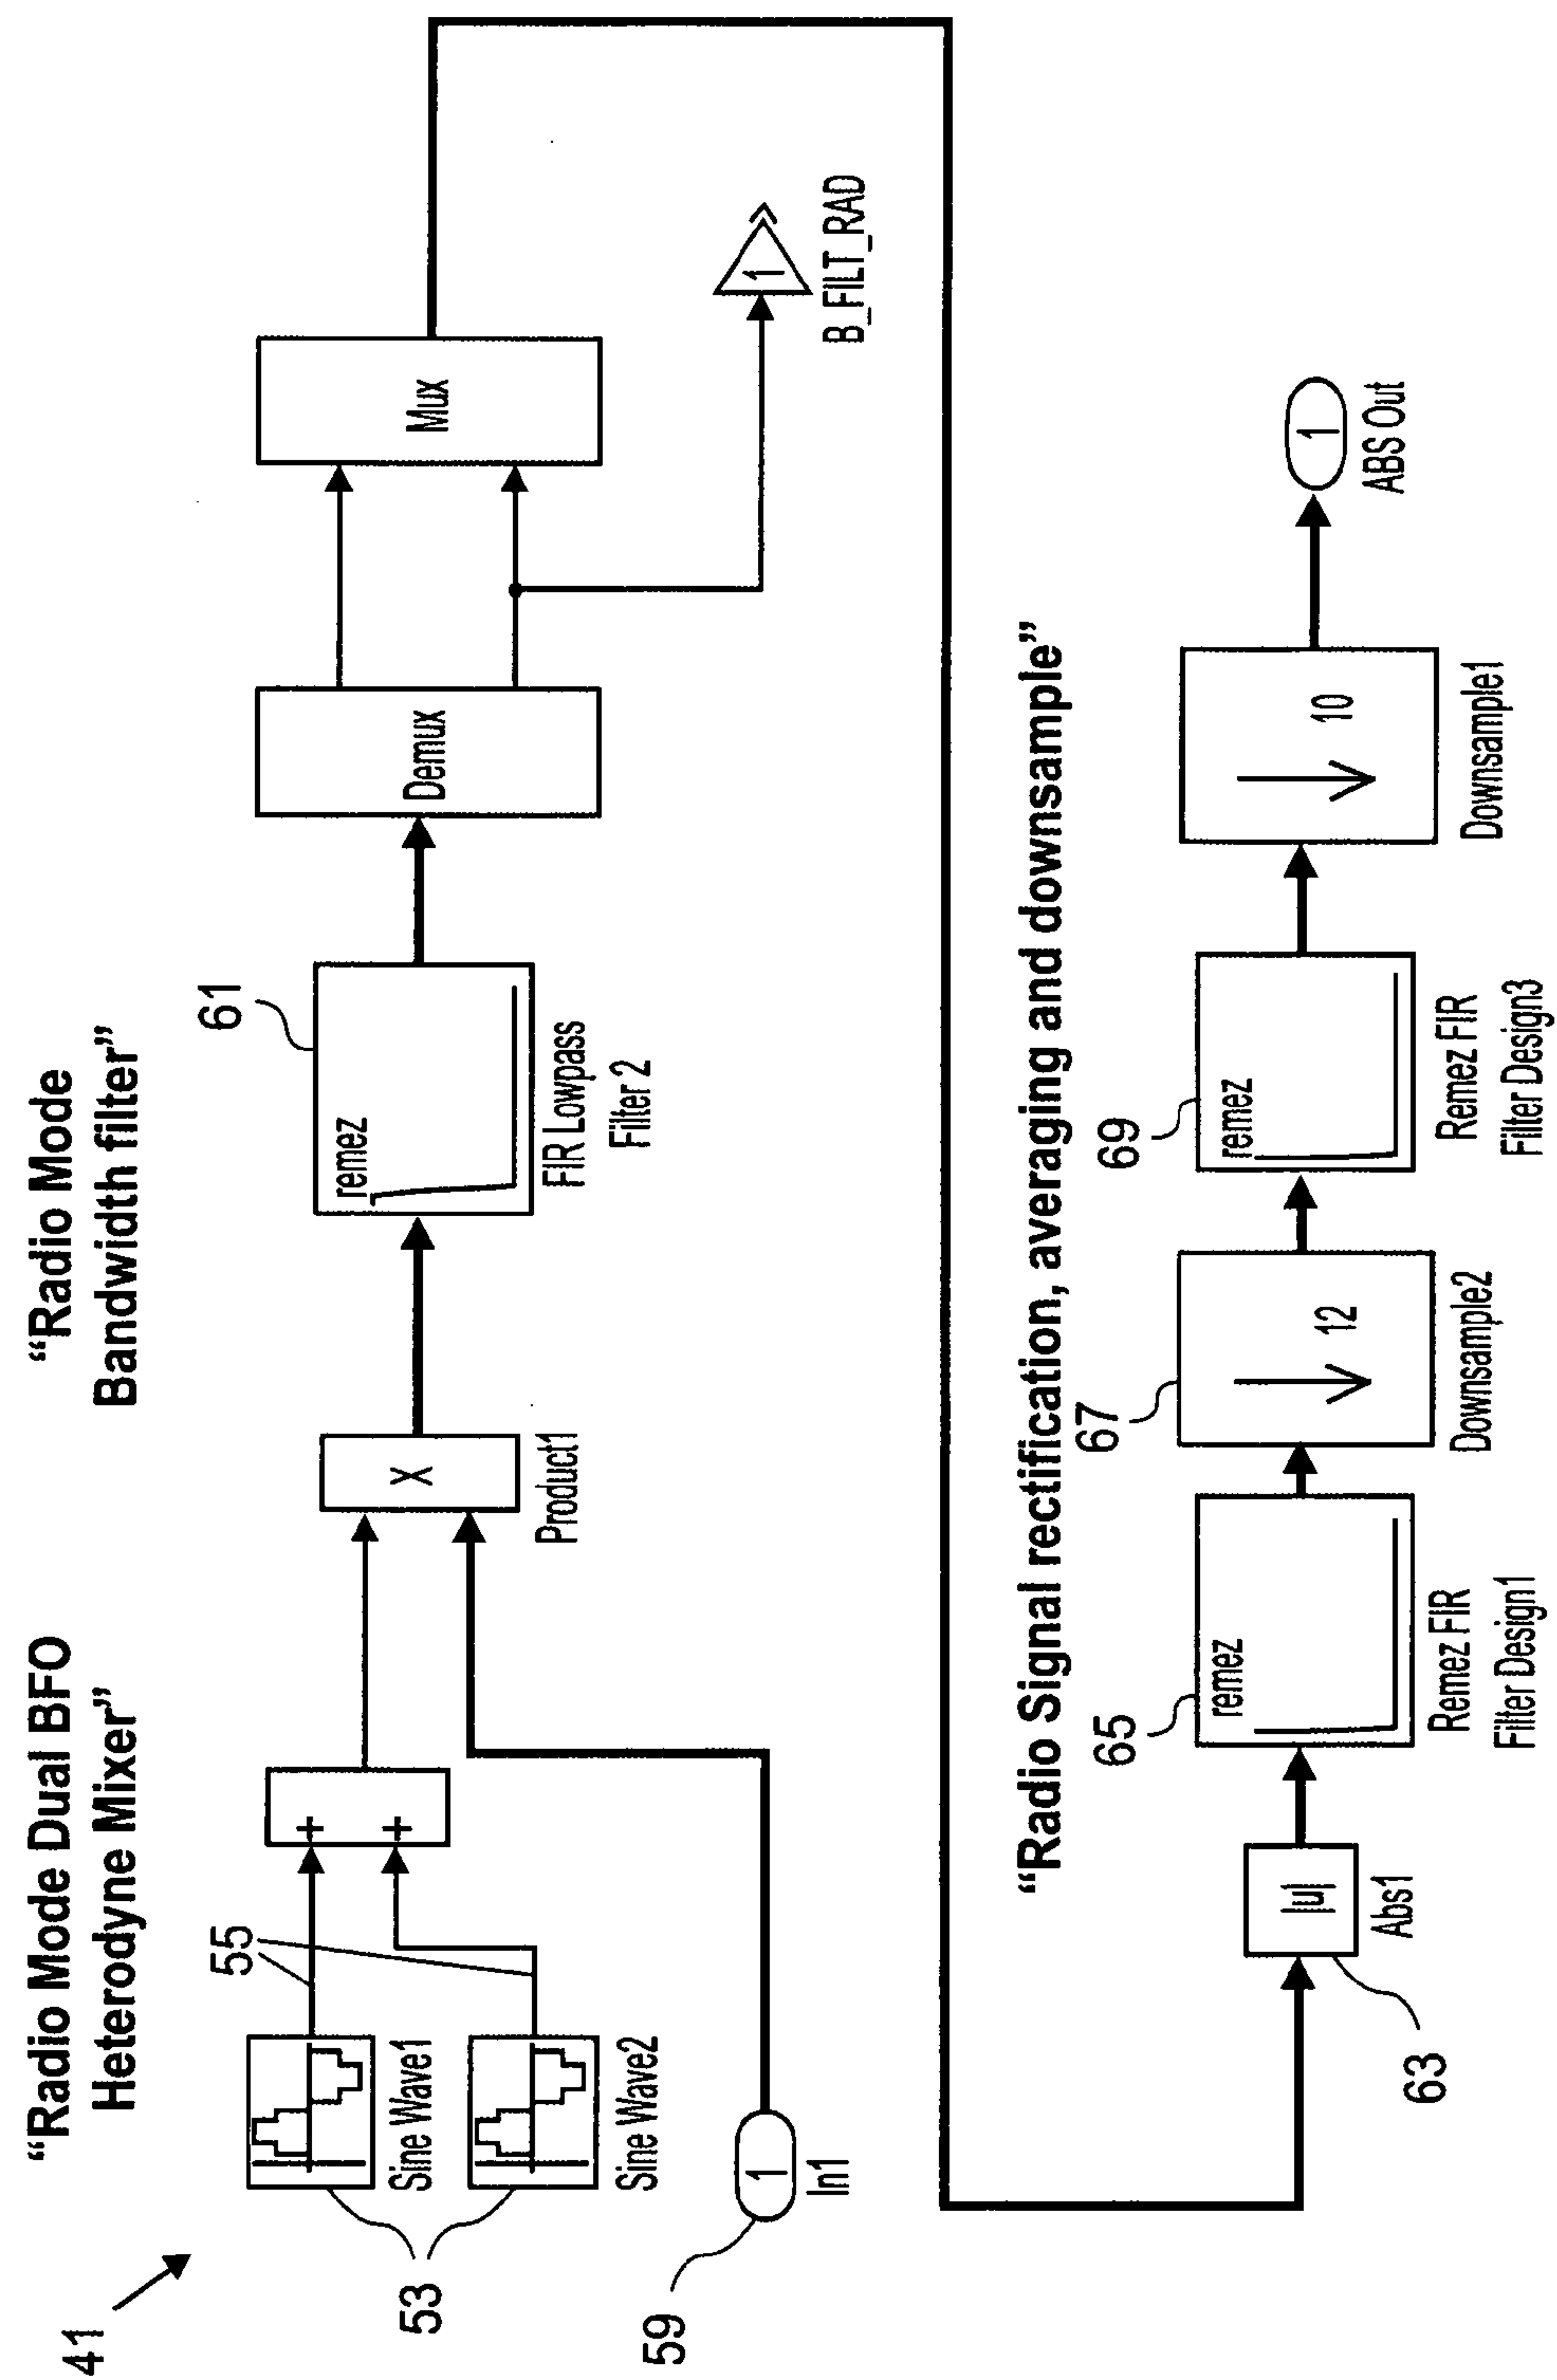 41
“Radio Mode Dual BFO
Heterodyne Mixer”
“Radio Mode
Bandwidth filter”
53
55
Sine Wave1
Sine Wave2
59
1
In1
+
+
X
Product1
61
remez
FIR Lowpass
Filter 2
Demux
Mux
1
B_FILT_RAD
“Radio Signal rectification, averaging and downsample”
63
|u|
Abs1
65
remez
Remez FIR
Filter Design1
67
12
Downsample2
69
remez
Remez FIR
Filter Design3
10
Downsample1
1
ABS Out